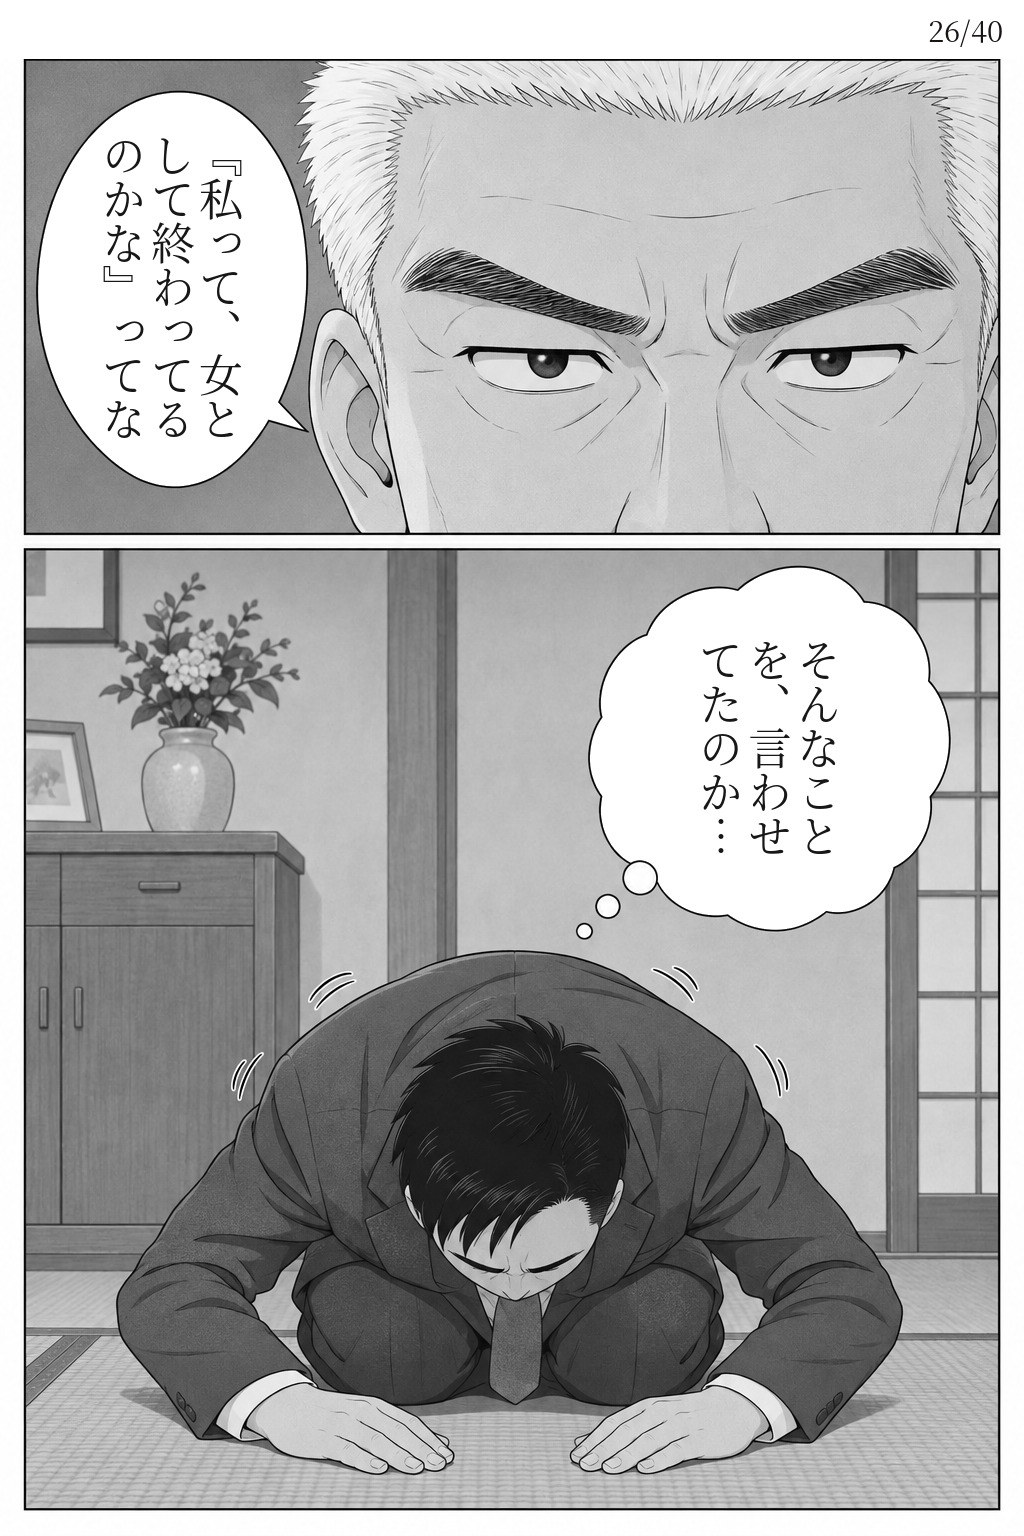 26/40
『私って、女と
して終わってる
のかな』ってな
そんなこと
を、言わせ
てたのか…